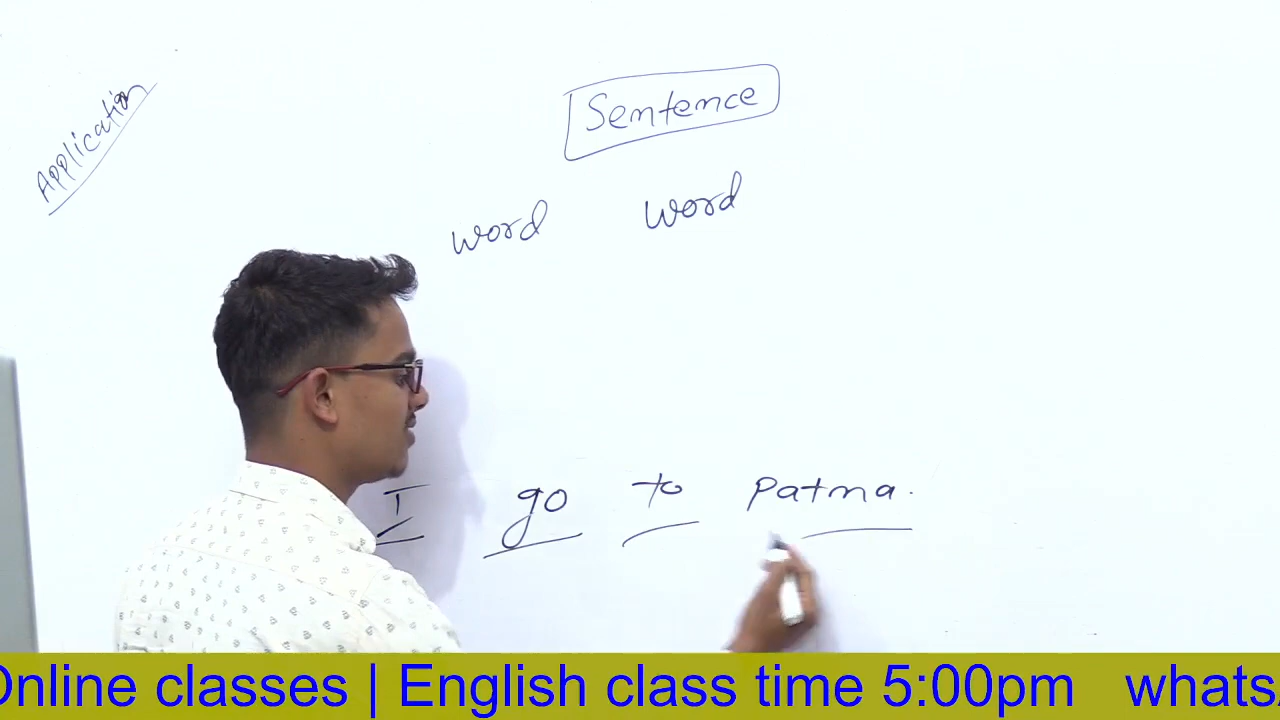 Application
Sentence
word word
I go to Patna.
Online classes | English class time 5:00pm whats